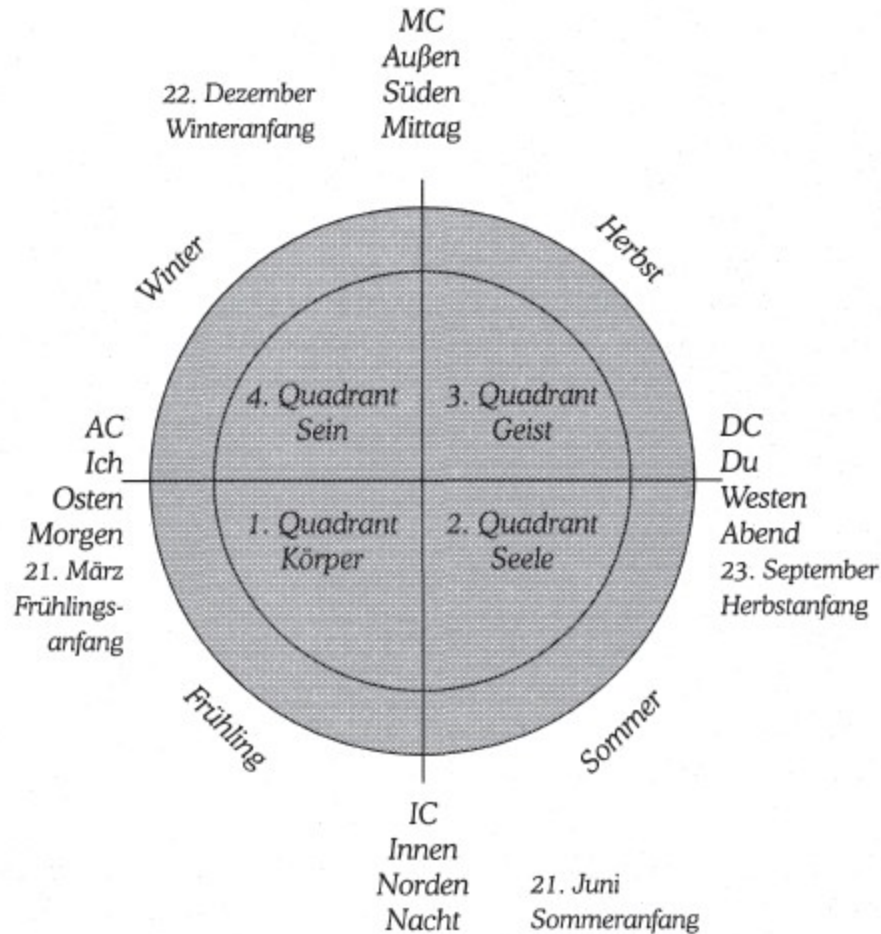 MC
Außen
Süden
Mittag
22. Dezember
Winteranfang
Winter
Herbst
4. Quadrant
Sein
3. Quadrant
Geist
AC
Ich
Osten
Morgen
21. März
Frühlings-
anfang
DC
Du
Westen
Abend
23. September
Herbstanfang
1. Quadrant
Körper
2. Quadrant
Seele
Frühling
Sommer
IC
Innen
Norden
Nacht
21. Juni
Sommeranfang